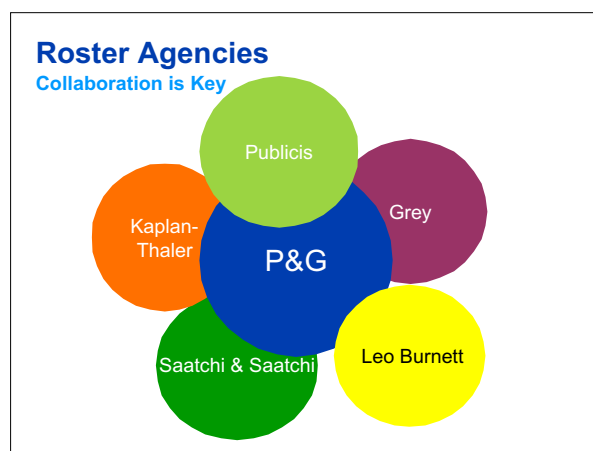 Roster Agencies
Collaboration is Key
Publicis
Grey
Kaplan-
Thaler
P&G
Saatchi & Saatchi
Leo Burnett